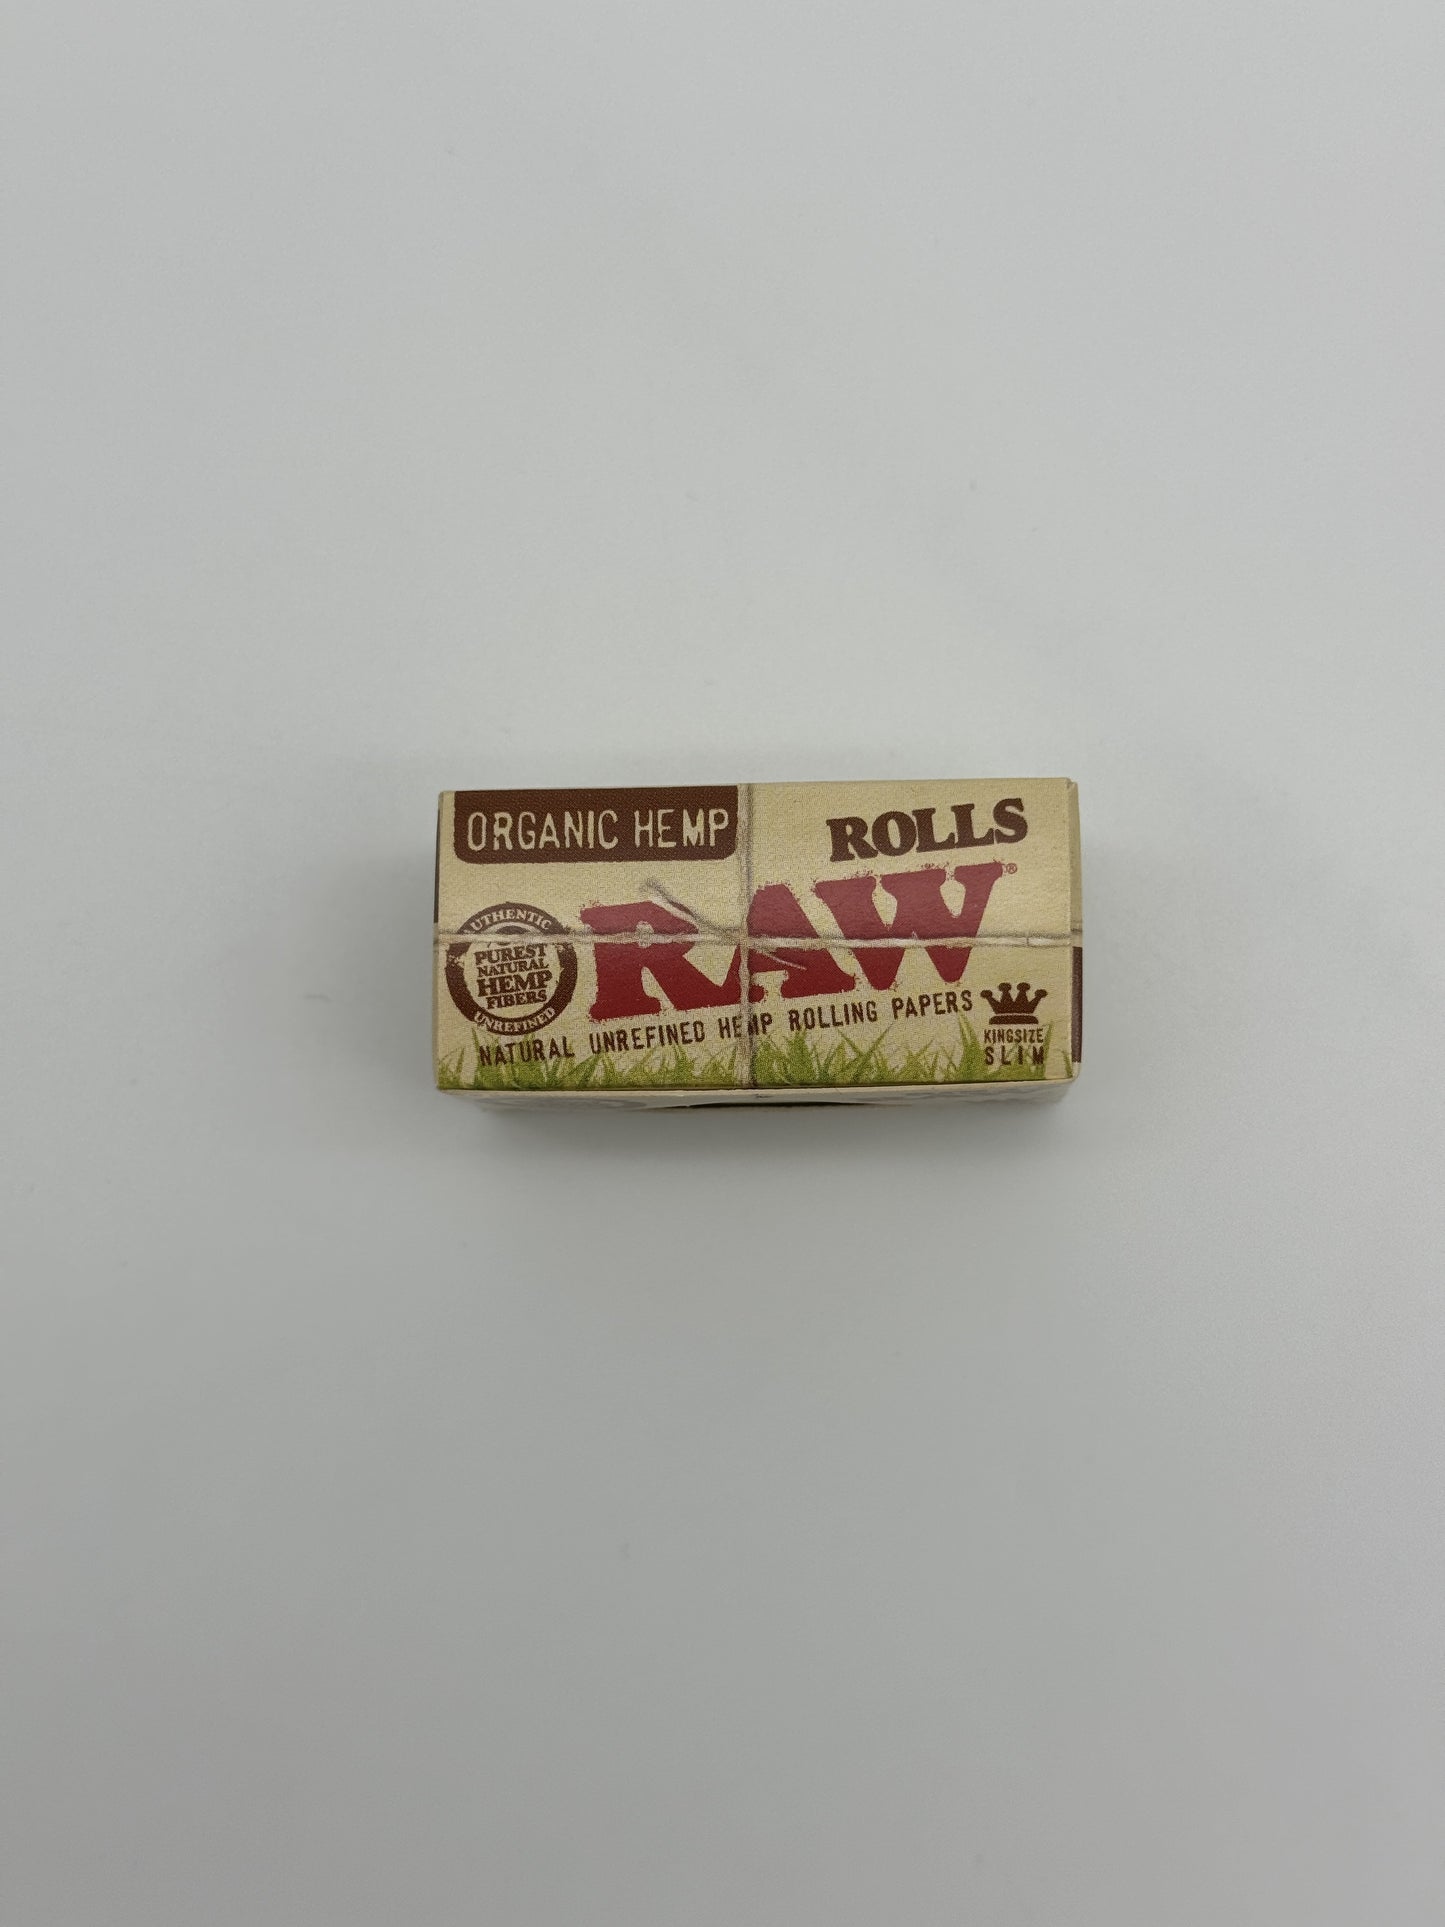 ORGANIC HEMP
ROLLS
RAW®
AUTHENTIC
PUREST
NATURAL
HEMP
FIBERS
UNREFINED
NATURAL UNREFINED HEMP ROLLING PAPERS
KINGSIZE
SLIM